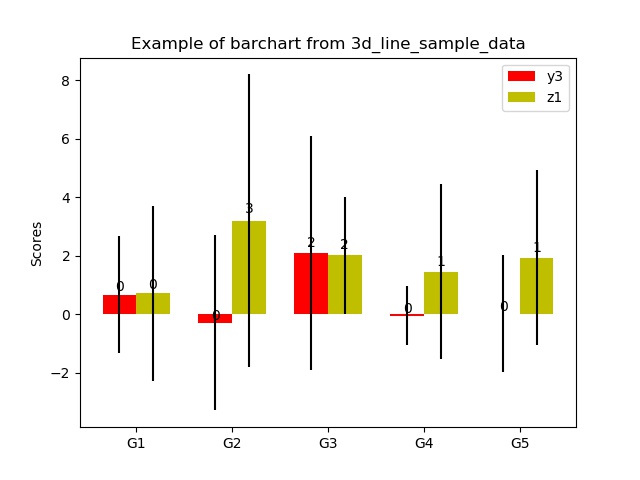 Example of barchart from 3d_line_sample_data
y3
z1
Scores
8
6
4
2
0
−2
0
0
0
3
2
2
0
1
0
1
G1
G2
G3
G4
G5